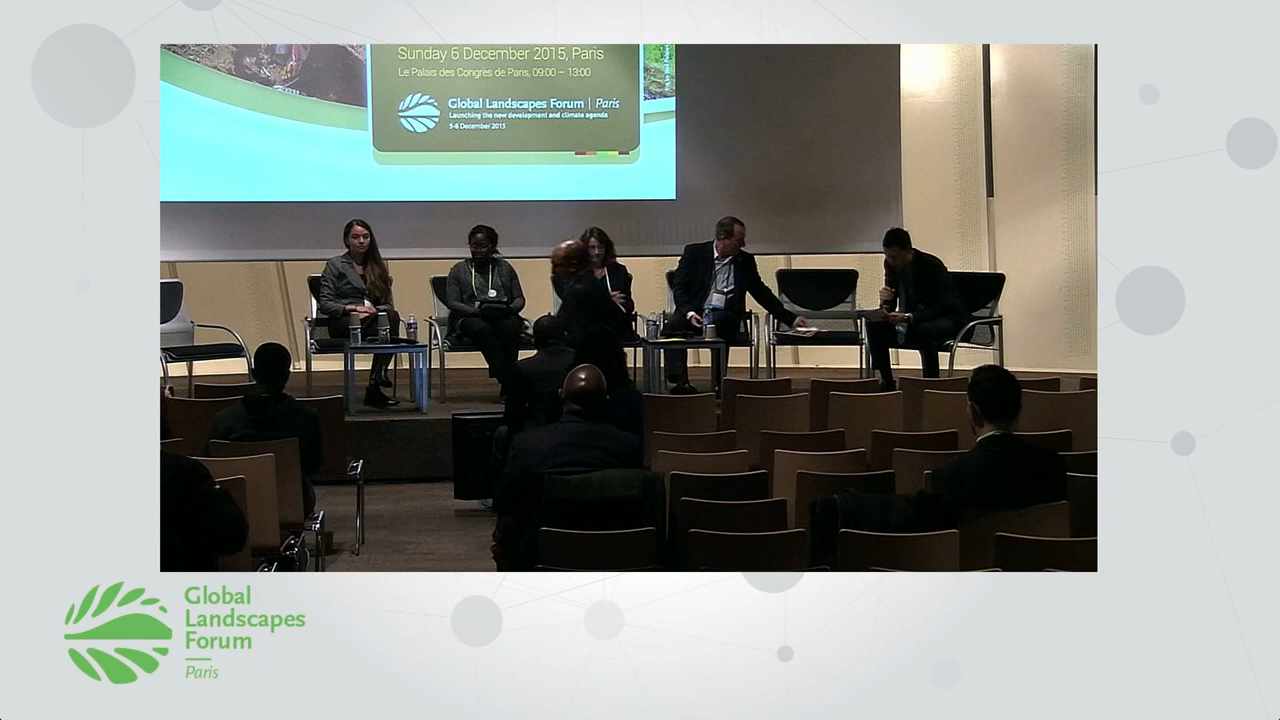 Sunday 6 December 2015, Paris
Le Palais des Congrès de Paris, 09:00 – 13:00
Global Landscapes Forum | Paris
Launching the new development and climate agenda
5-6 December 2015
Global
Landscapes
Forum
Paris